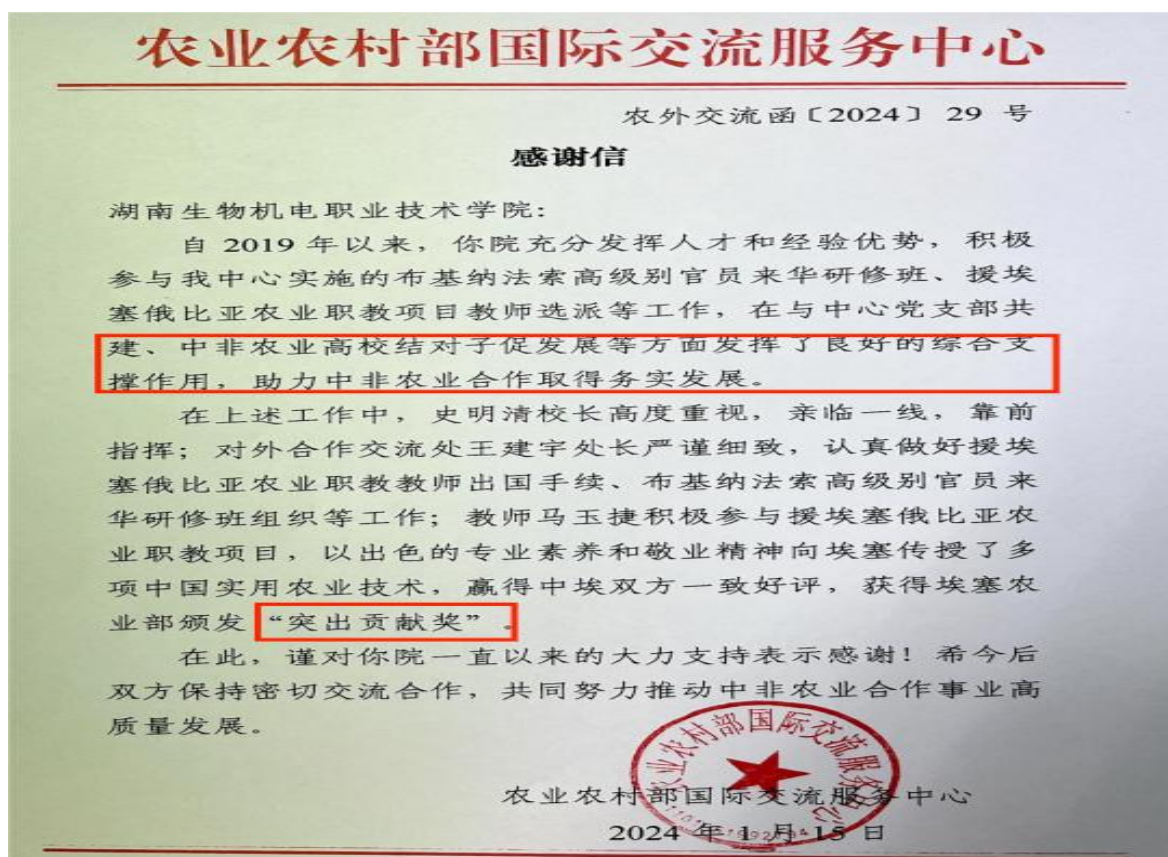 农业农村部国际交流服务中心
农外交流函〔2024〕29 号
感谢信
湖南生物机电职业技术学院:
自 2019 年以来，你院充分发挥人才和经验优势，积极
参与我中心实施的布基纳法索高级别官员来华研修班、援埃
塞俄比亚农业职教项目教师选派等工作，在与中心党支部共
建、中非农业高校结对子促发展等方面发挥了良好的综合支
撑作用，助力中非农业合作取得务实发展。
在上述工作中，史明清校长高度重视，亲临一线，靠前
指挥；对外合作交流处王建宇处长严谨细致，认真做好援埃
塞俄比亚农业职教教师出国手续、布基纳法索高级别官员来
华研修班组织等工作；教师马玉捷积极参与援埃塞俄比亚农
业职教项目，以出色的专业素养和敬业精神向埃塞传授了多
项中国实用农业技术，赢得中埃双方一致好评，获得埃塞农
业部颁发“突出贡献奖”。
在此，谨对你院一直以来的大力支持表示感谢！希今后
双方保持密切交流合作，共同努力推动中非农业合作事业高
质量发展。
农业农村部国际交流服务中心
农业农村部国际交流服务中心
2024 年 1 月 15 日